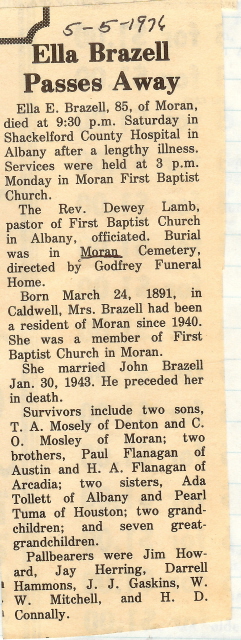 5-5-1976
Ella Brazell
Passes Away
Ella E. Brazell, 85, of Moran,
died at 9:30 p.m. Saturday in
Shackelford County Hospital in
Albany after a lengthy illness.
Services were held at 3 p.m.
Monday in Moran First Baptist
Church.
The Rev. Dewey Lamb,
pastor of First Baptist Church
in Albany, officiated. Burial
was in Moran Cemetery,
directed by Godfrey Funeral
Home.
Born March 24, 1891, in
Caldwell, Mrs. Brazell had been
a resident of Moran since 1940.
She was a member of First
Baptist Church in Moran.
She married John Brazell
Jan. 30, 1943. He preceded her
in death.
Survivors include two sons,
T. A. Mosely of Denton and C.
O. Mosley of Moran; two
brothers, Paul Flanagan of
Austin and H. A. Flanagan of
Arcadia; two sisters, Ada
Tollett of Albany and Pearl
Tuma of Houston; two grand-
children; and seven great-
grandchildren.
Pallbearers were Jim How-
ard, Jay Herring, Darrell
Hammons, J. J. Gaskins, W.
W. Mitchell, and H. D.
Connally.